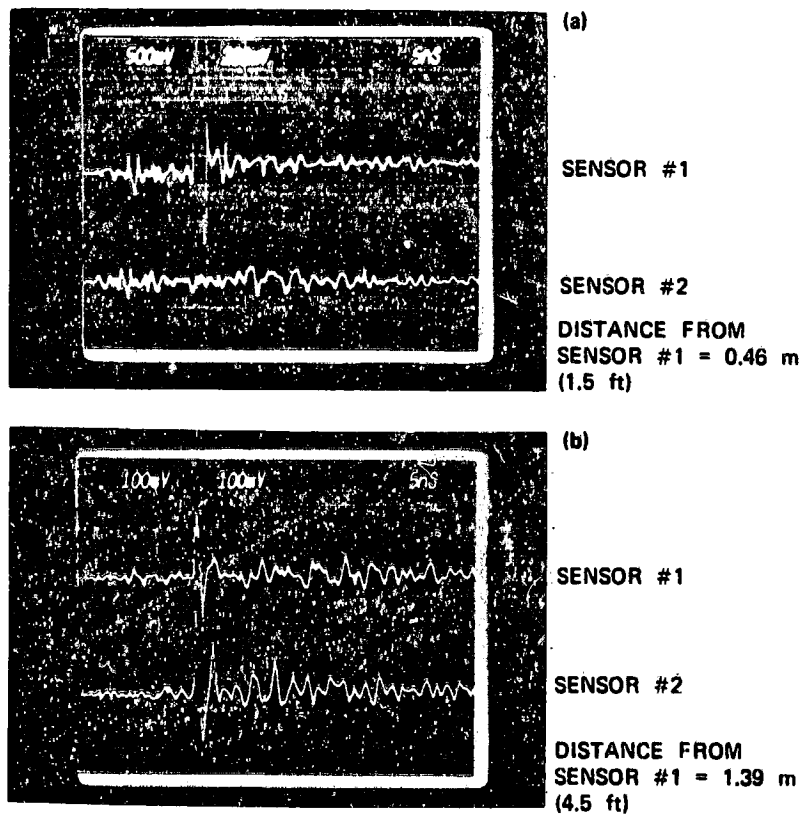 (a)
500mV
5nS
SENSOR #1
SENSOR #2
DISTANCE FROM
SENSOR #1 = 0.46 m
(1.5 ft)
(b)
100mV 100mV 5nS
SENSOR #1
SENSOR #2
DISTANCE FROM
SENSOR #1 = 1.39 m
(4.5 ft)